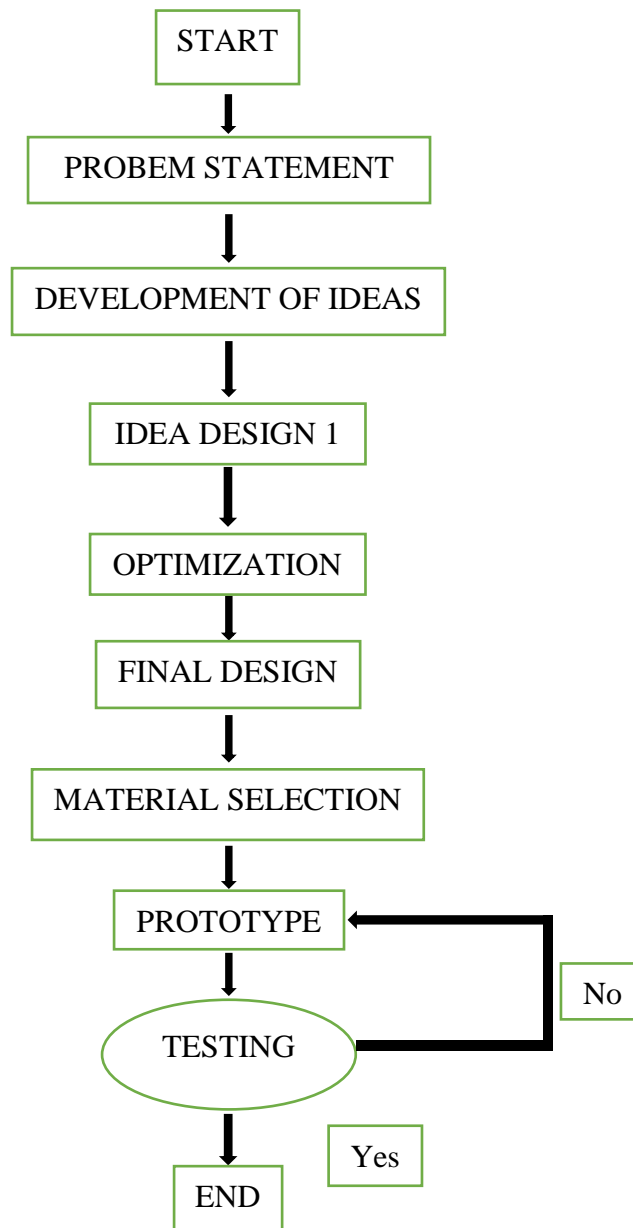 START
PROBEM STATEMENT
DEVELOPMENT OF IDEAS
IDEA DESIGN 1
OPTIMIZATION
FINAL DESIGN
MATERIAL SELECTION
PROTOTYPE
No
TESTING
Yes
END